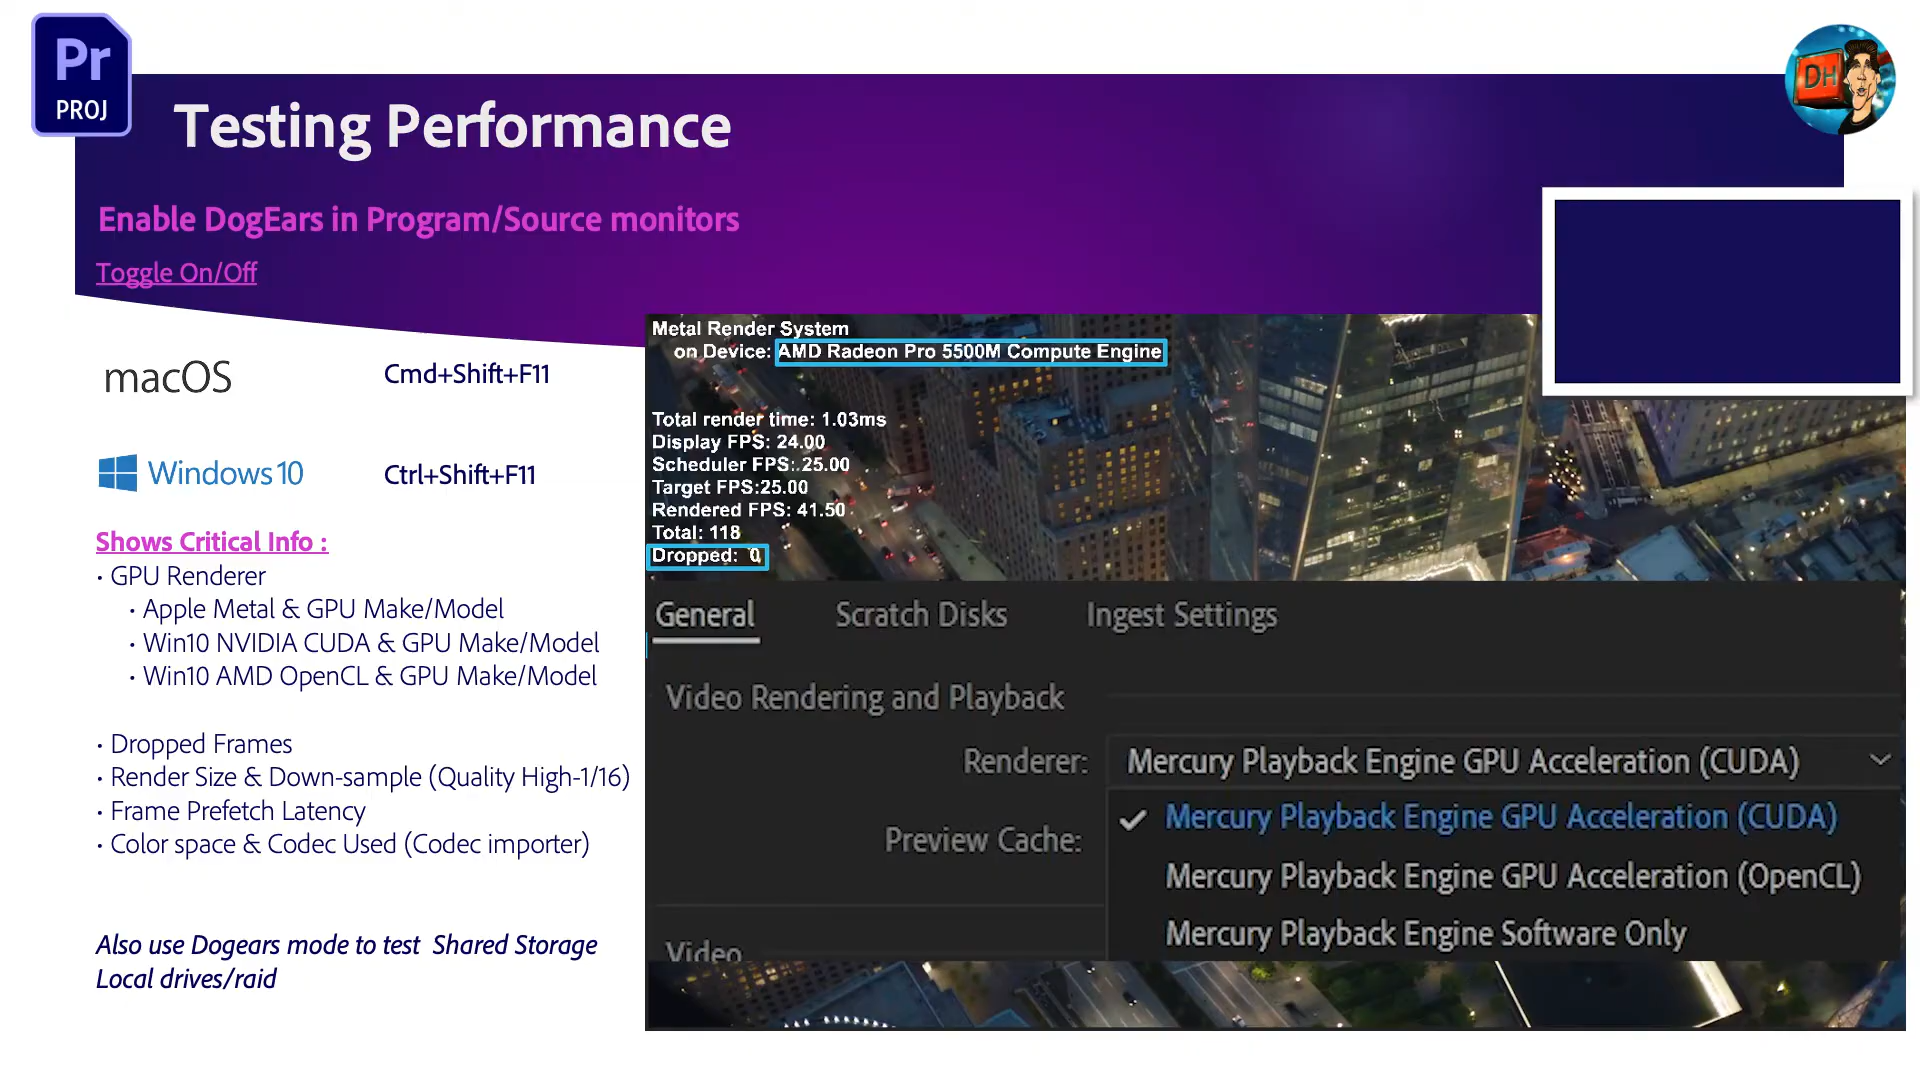 Pr
PROJ
DH
Testing Performance
Enable DogEars in Program/Source monitors
Toggle On/Off
macOS Cmd+Shift+F11
Windows 10 Ctrl+Shift+F11
Shows Critical Info :
• GPU Renderer
• Apple Metal & GPU Make/Model
• Win10 NVIDIA CUDA & GPU Make/Model
• Win10 AMD OpenCL & GPU Make/Model
• Dropped Frames
• Render Size & Down-sample (Quality High-1/16)
• Frame Prefetch Latency
• Color space & Codec Used (Codec importer)
Also use Dogears mode to test Shared Storage
Local drives/raid
Metal Render System
on Device: AMD Radeon Pro 5500M Compute Engine
Total render time: 1.03ms
Display FPS: 24.00
Scheduler FPS: 25.00
Target FPS:25.00
Rendered FPS: 41.50
Total: 118
Dropped: 0
General Scratch Disks Ingest Settings
Video Rendering and Playback
Renderer: Mercury Playback Engine GPU Acceleration (CUDA)
Mercury Playback Engine GPU Acceleration (CUDA)
Preview Cache:
Mercury Playback Engine GPU Acceleration (OpenCL)
Mercury Playback Engine Software Only
Video